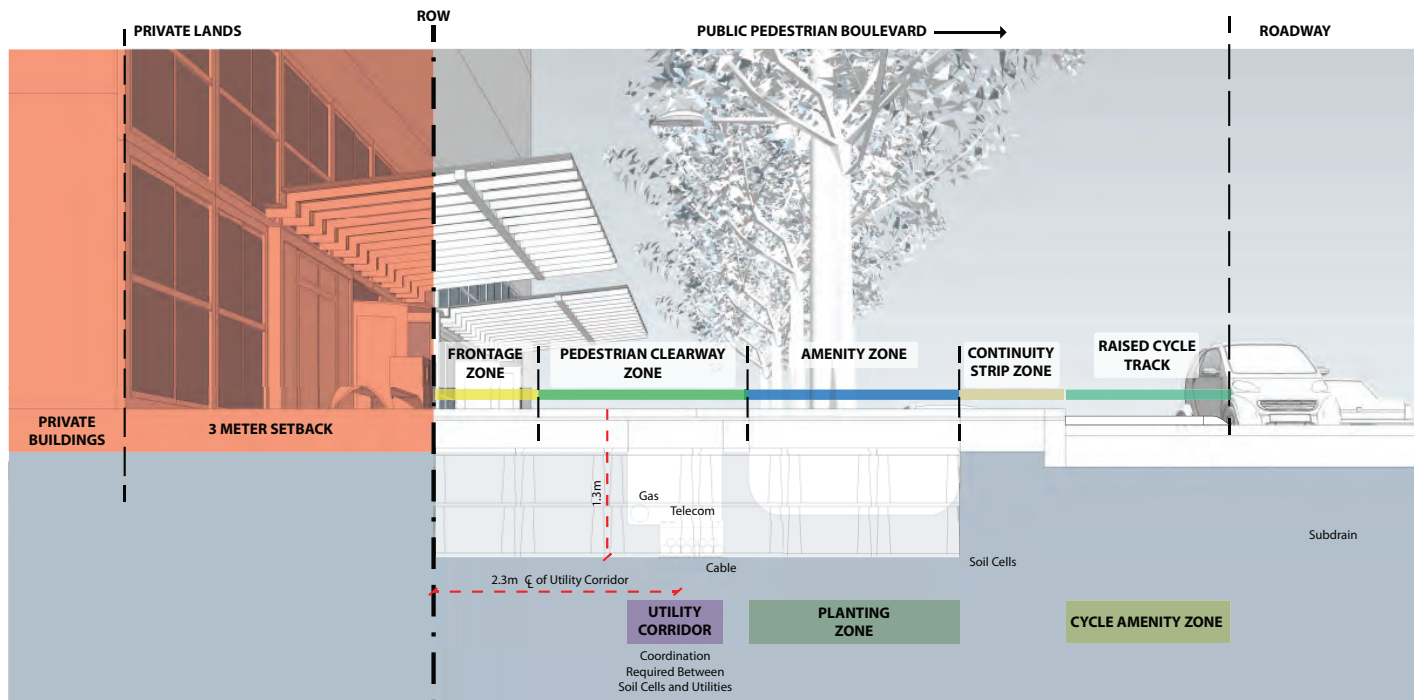 ROW
PRIVATE LANDS
PUBLIC PEDESTRIAN BOULEVARD
ROADWAY
FRONTAGE
ZONE
PEDESTRIAN CLEARWAY
ZONE
AMENITY ZONE
CONTINUITY
STRIP ZONE
RAISED CYCLE
TRACK
PRIVATE
BUILDINGS
3 METER SETBACK
1.3m
Gas
Telecom
Cable
Soil Cells
Subdrain
2.3m ℄ of Utility Corridor
UTILITY
CORRIDOR
PLANTING
ZONE
CYCLE AMENITY ZONE
Coordination
Required Between
Soil Cells and Utilities